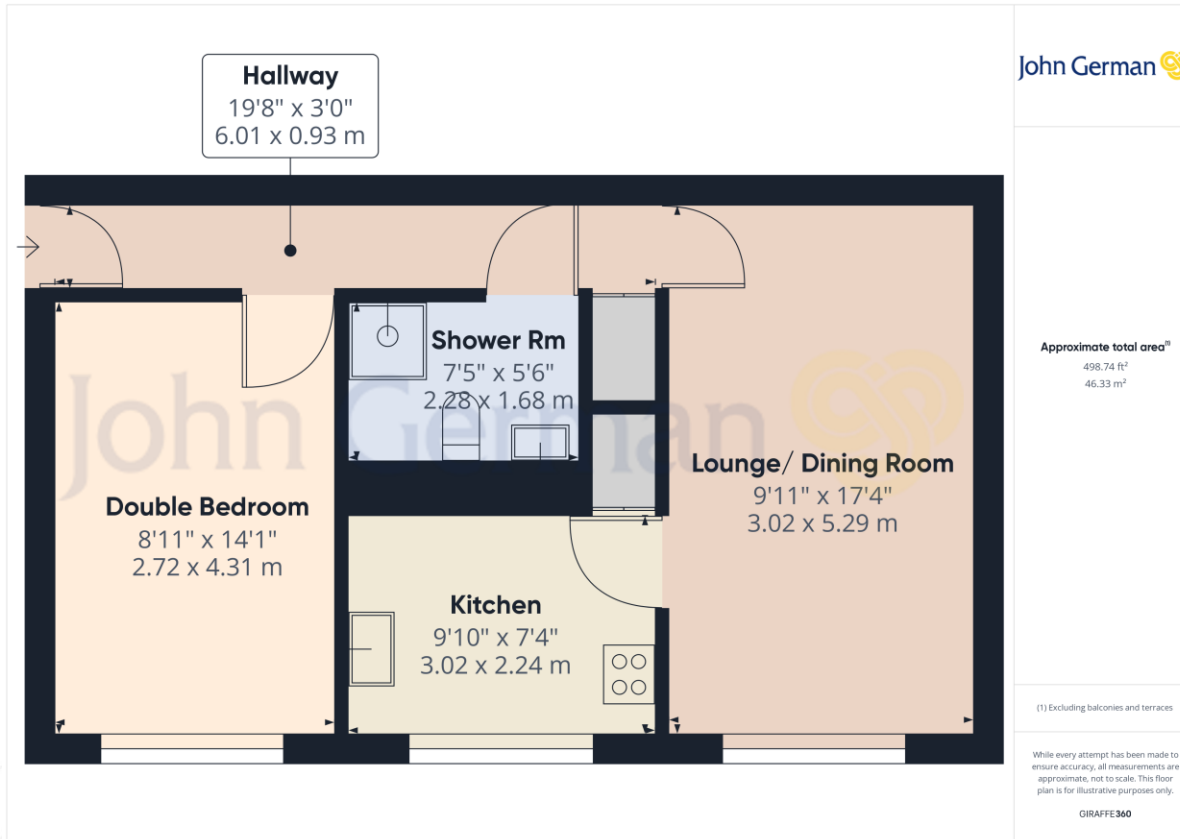 Hallway
19'8" x 3'0"
6.01 x 0.93 m
Shower Rm
7'5" x 5'6"
2.28 x 1.68 m
Double Bedroom
8'11" x 14'1"
2.72 x 4.31 m
Lounge/ Dining Room
9'11" x 17'4"
3.02 x 5.29 m
Kitchen
9'10" x 7'4"
3.02 x 2.24 m
John German
John German
Approximate total area⁽¹⁾
498.74 ft²
46.33 m²
(1) Excluding balconies and terraces
While every attempt has been made to
ensure accuracy, all measurements are
approximate, not to scale. This floor
plan is for illustrative purposes only.
GIRAFFE360